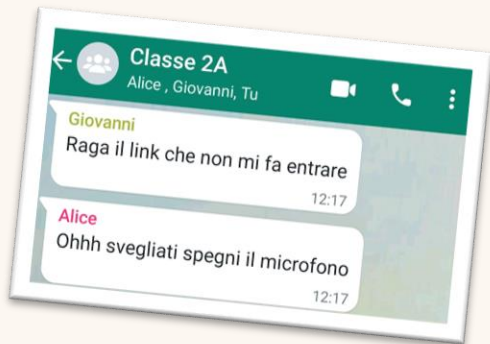 Classe 2A
Alice , Giovanni, Tu
Giovanni
Raga il link che non mi fa entrare
12:17
Alice
Ohhh svegliati spegni il microfono
12:17